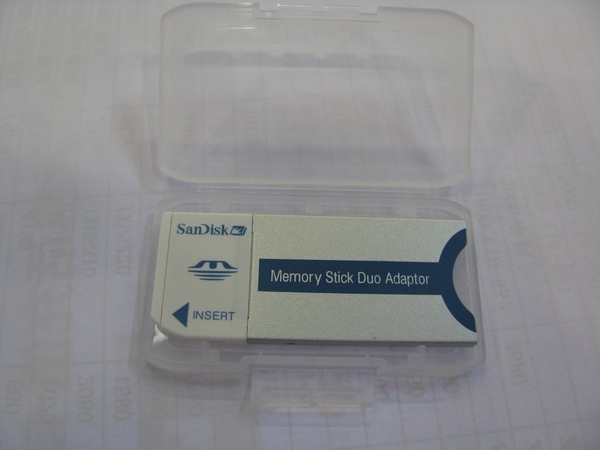 SanDisk
Memory Stick Duo Adaptor
INSERT